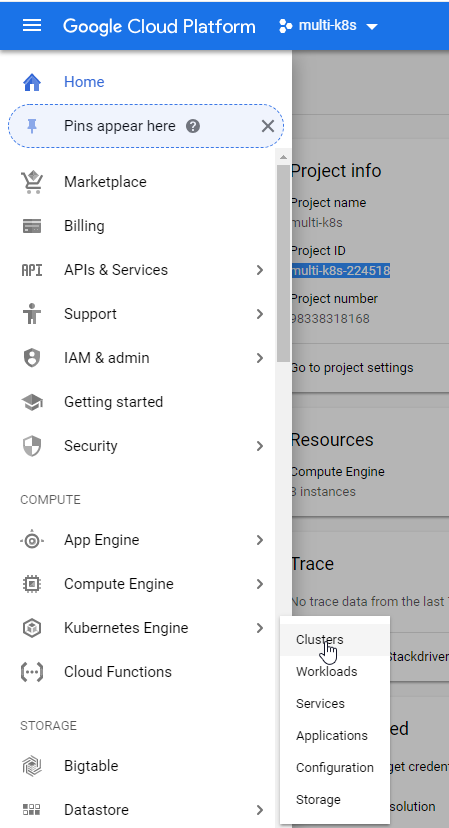 Google Cloud Platform
multi-k8s
Home
Pins appear here
Marketplace
Billing
API
APIs & Services
Support
IAM & admin
Getting started
Security
COMPUTE
App Engine
Compute Engine
Kubernetes Engine
Cloud Functions
STORAGE
Bigtable
Datastore
Project info
Project name
multi-k8s
Project ID
multi-k8s-224518
Project number
98338318168
Go to project settings
Resources
Compute Engine
3 instances
Trace
No trace data from the last
Stackdriver
Clusters
Workloads
Services
Applications
Configuration
Storage
ed
get creden
solution